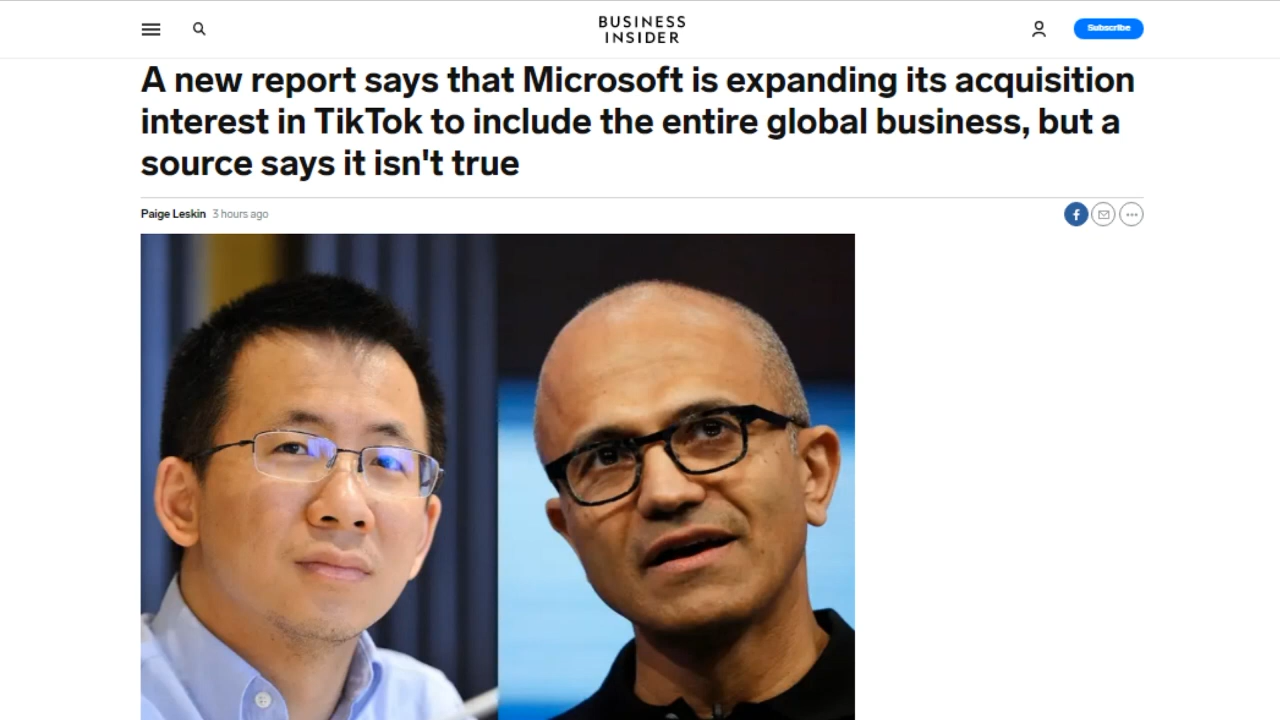 BUSINESS
INSIDER
Subscribe
A new report says that Microsoft is expanding its acquisition
interest in TikTok to include the entire global business, but a
source says it isn't true
Paige Leskin 3 hours ago